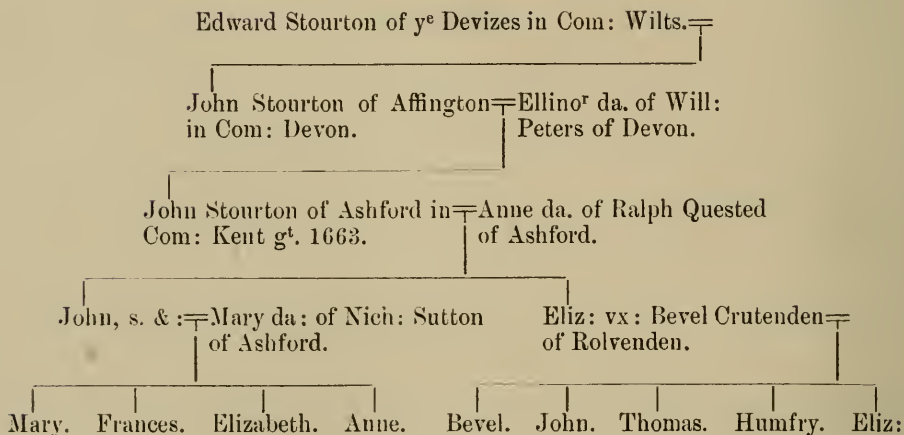 Edward Stourton of yᵉ Devizes in Com: Wilts.
John Stourton of Affington Ellinoʳ da. of Will:
in Com: Devon. Peters of Devon.
John Stourton of Ashford in Anne da. of Ralph Quested
Com: Kent gᵗ. 1663. of Ashford.
John, s. & : Mary da: of Nich: Sutton Eliz: vx: Bevel Crutenden
of Ashford. of Rolvenden.
Mary. Frances. Elizabeth. Anne. Bevel. John. Thomas. Humfry. Eliz: